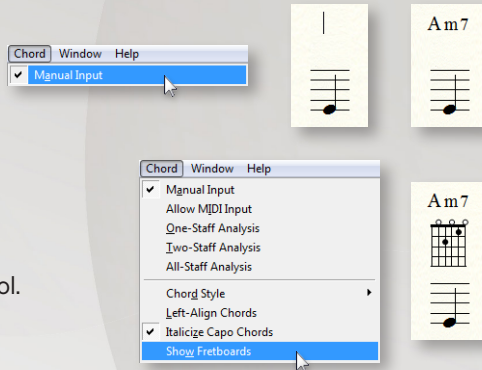 Am7
Chord Window Help
Manual Input
Chord Window Help
Manual Input
Allow MIDI Input
One-Staff Analysis
Two-Staff Analysis
All-Staff Analysis
Chord Style
Left-Align Chords
Italicize Capo Chords
Show Fretboards
Am7
ol.